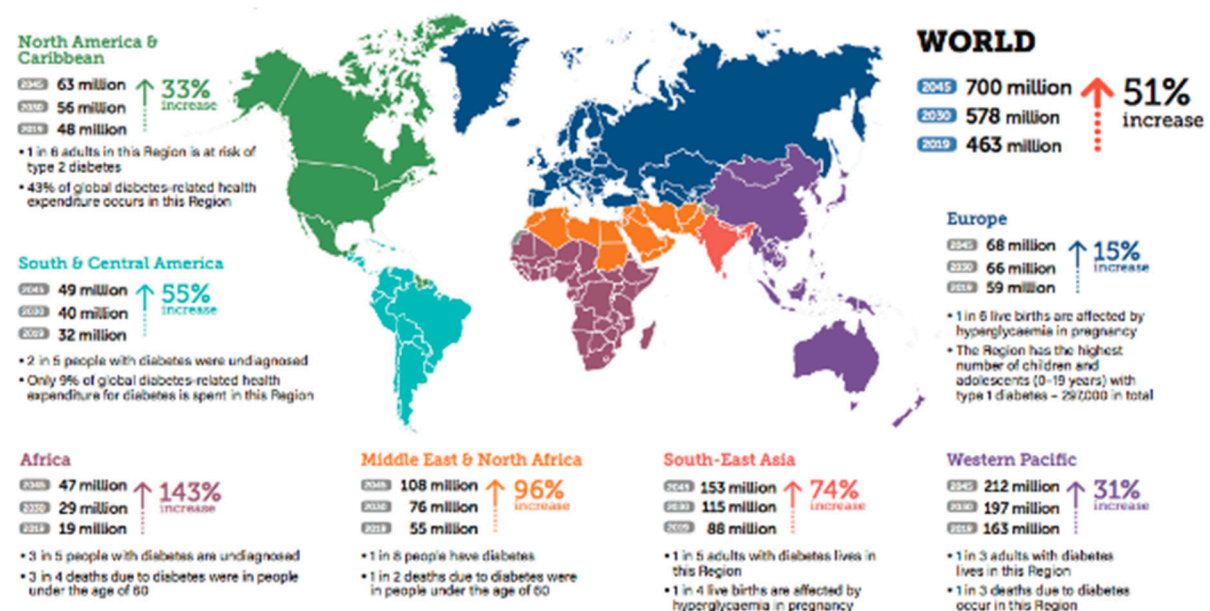 North America &
Caribbean
2045 63 million
33%
increase
2030 56 million
2019 48 million
• 1 in 6 adults in this Region is at risk of
type 2 diabetes
• 43% of global diabetes-related health
expenditure occurs in this Region
South & Central America
2045 49 million
55%
increase
2030 40 million
2019 32 million
• 2 in 5 people with diabetes were undiagnosed
• Only 9% of global diabetes-related health
expenditure for diabetes is spent in this Region
WORLD
2045 700 million
51%
increase
2030 578 million
2019 463 million
Europe
2045 68 million
15%
increase
2030 66 million
2019 59 million
• 1 in 6 live births are affected by
hyperglycaemia in pregnancy
• The Region has the highest
number of children and
adolescents (0–19 years) with
type 1 diabetes – 297,000 in total
Africa
2045 47 million
143%
increase
2030 29 million
2019 19 million
• 3 in 5 people with diabetes are undiagnosed
• 3 in 4 deaths due to diabetes were in people
under the age of 60
Middle East & North Africa
2045 108 million
96%
increase
2030 76 million
2019 55 million
• 1 in 8 people have diabetes
• 1 in 2 deaths due to diabetes were
in people under the age of 60
South-East Asia
2045 153 million
74%
increase
2030 115 million
2019 88 million
• 1 in 5 adults with diabetes lives in
this Region
• 1 in 4 live births are affected by
hyperglycaemia in pregnancy
Western Pacific
2045 212 million
31%
increase
2030 197 million
2019 163 million
• 1 in 3 adults with diabetes
lives in this Region
• 1 in 3 deaths due to diabetes
occur in this Region